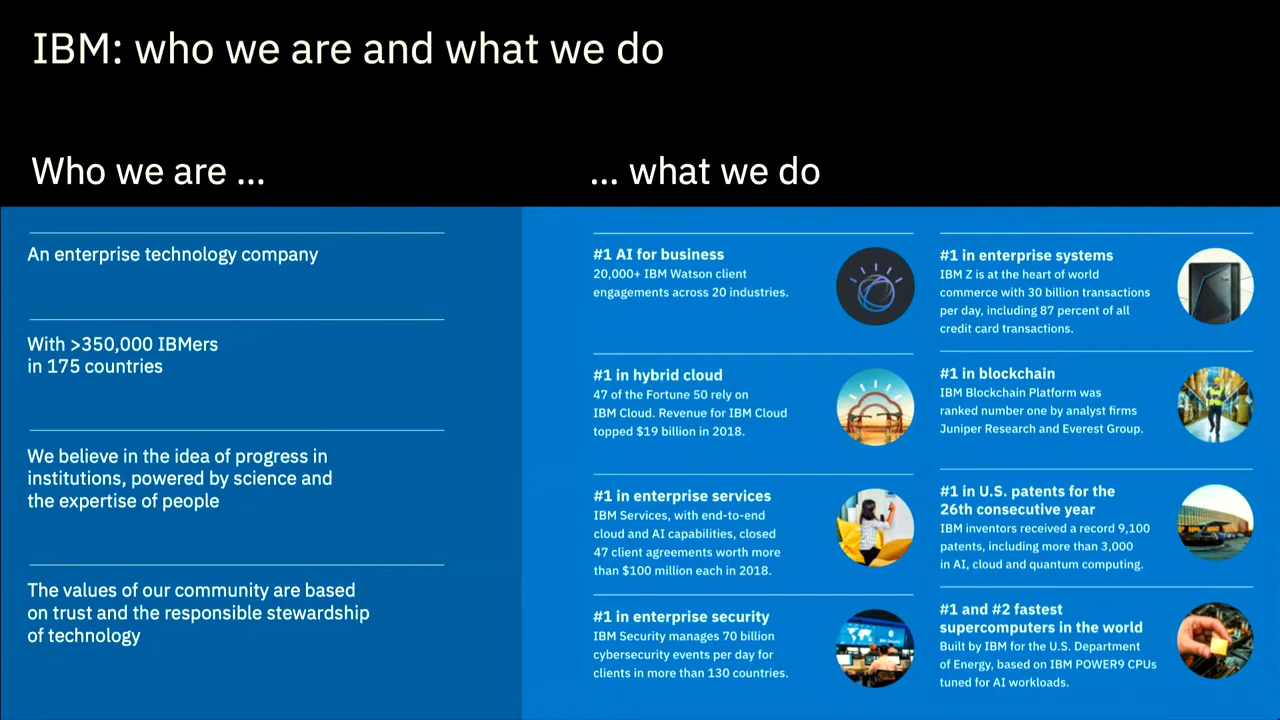 IBM: who we are and what we do
Who we are ...
An enterprise technology company
With >350,000 IBMers
in 175 countries
We believe in the idea of progress in
institutions, powered by science and
the expertise of people
The values of our community are based
on trust and the responsible stewardship
of technology
... what we do
#1 AI for business
20,000+ IBM Watson client
engagements across 20 industries.
#1 in hybrid cloud
47 of the Fortune 50 rely on
IBM Cloud. Revenue for IBM Cloud
topped $19 billion in 2018.
#1 in enterprise services
IBM Services, with end-to-end
cloud and AI capabilities, closed
47 client agreements worth more
than $100 million each in 2018.
#1 in enterprise security
IBM Security manages 70 billion
cybersecurity events per day for
clients in more than 130 countries.
#1 in enterprise systems
IBM Z is at the heart of world
commerce with 30 billion transactions
per day, including 87 percent of all
credit card transactions.
#1 in blockchain
IBM Blockchain Platform was
ranked number one by analyst firms
Juniper Research and Everest Group.
#1 in U.S. patents for the
26th consecutive year
IBM inventors received a record 9,100
patents, including more than 3,000
in AI, cloud and quantum computing.
#1 and #2 fastest
supercomputers in the world
Built by IBM for the U.S. Department
of Energy, based on IBM POWER9 CPUs
tuned for AI workloads.